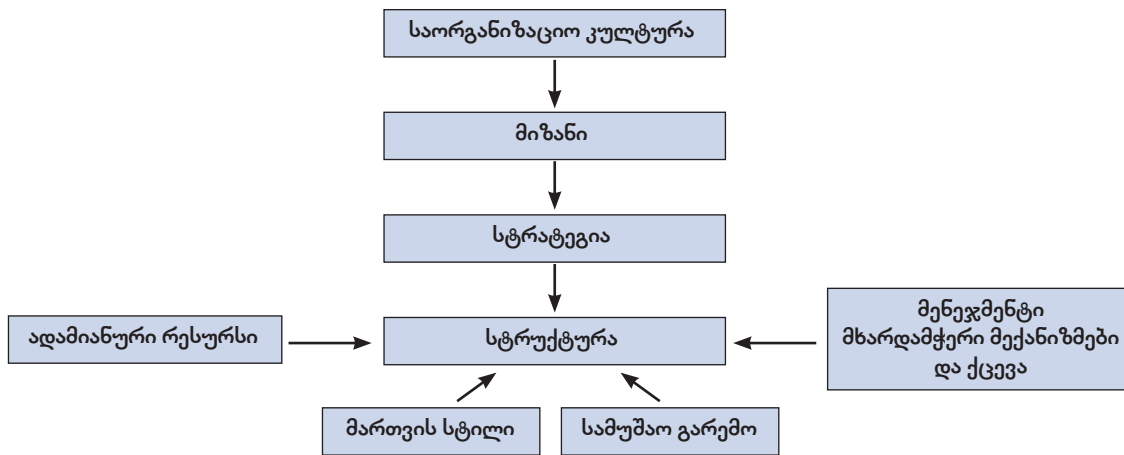 საორგანიზაციო კულტურა
მიზანი
სტრატეგია
ადამიანური რესურსი
სტრუქტურა
მენეჯმენტი
მხარდამჭერი მექანიზმები
და ქცევა
მართვის სტილი
სამუშაო გარემო